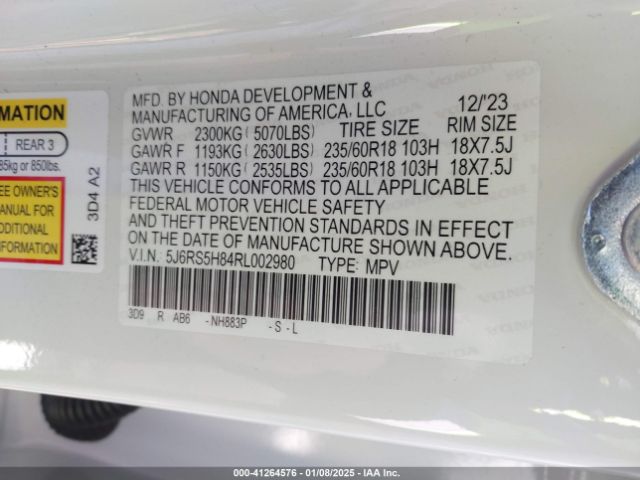 RMATION
REAR 3
85kg or 850lbs.
EE OWNER'S
ANUAL FOR
DDITIONAL
FORMATION
3D4 A2
MFD. BY HONDA DEVELOPMENT &
MANUFACTURING OF AMERICA, LLC 12/'23
GVWR 2300KG ( 5070LBS) TIRE SIZE RIM SIZE
GAWR F 1193KG ( 2630LBS) 235/60R18 103H 18X7.5J
GAWR R 1150KG ( 2535LBS) 235/60R18 103H 18X7.5J
THIS VEHICLE CONFORMS TO ALL APPLICABLE
FEDERAL MOTOR VEHICLE SAFETY
AND THEFT PREVENTION STANDARDS IN EFFECT
ON THE DATE OF MANUFACTURE SHOWN ABOVE.
V.I.N. 5J6RS5H84RL002980 TYPE: MPV
3D9 R AB6 -NH883P -S-L
000-41264576 | 01/08/2025 | IAA Inc.